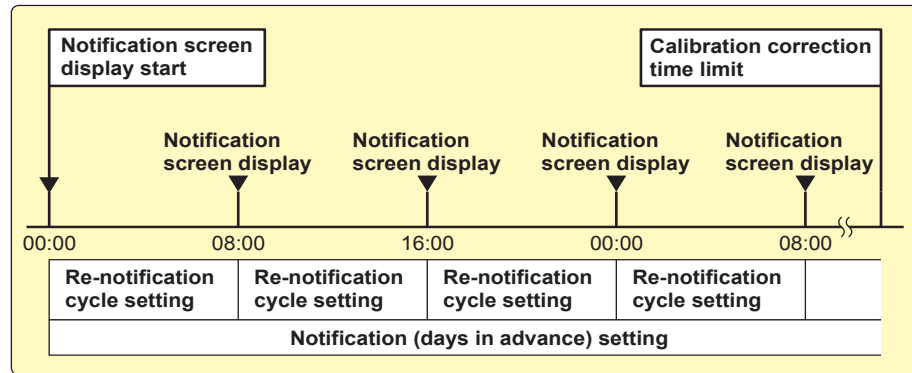 Notification screen
display start
Calibration correction
time limit
Notification
screen display
Notification
screen display
Notification
screen display
Notification
screen display
00:00
08:00
16:00
00:00
08:00
Re-notification
cycle setting
Re-notification
cycle setting
Re-notification
cycle setting
Re-notification
cycle setting
Notification (days in advance) setting